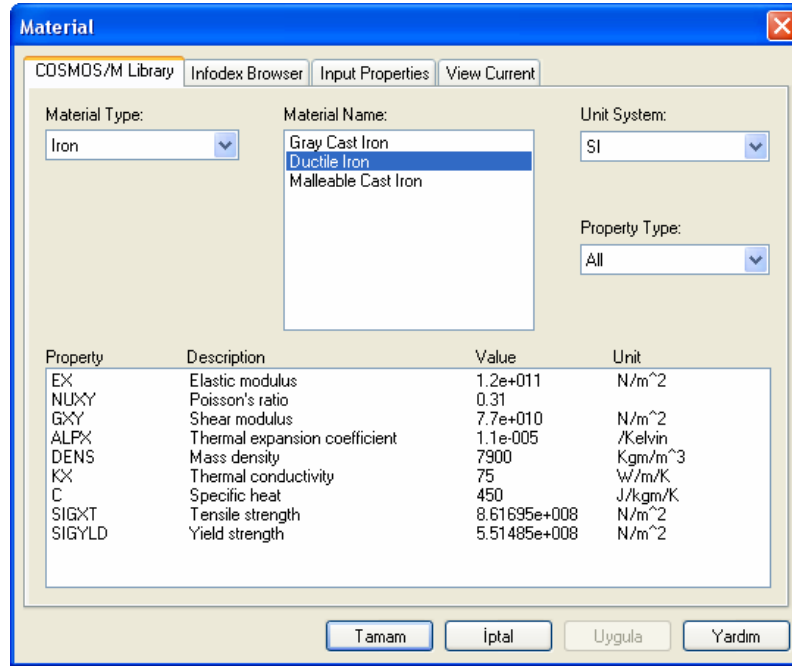 Material
COSMOS/M Library Infodex Browser Input Properties View Current
Material Type: Material Name: Unit System:
Iron Gray Cast Iron SI
Ductile Iron
Malleable Cast Iron
Property Type:
All
Property Description Value Unit
EX Elastic modulus 1.2e+011 N/m^2
NUXY Poisson's ratio 0.31
GXY Shear modulus 7.7e+010 N/m^2
ALPX Thermal expansion coefficient 1.1e-005 /Kelvin
DENS Mass density 7900 Kgm/m^3
KX Thermal conductivity 75 W/m/K
C Specific heat 450 J/kgm/K
SIGXT Tensile strength 8.61695e+008 N/m^2
SIGYLD Yield strength 5.51485e+008 N/m^2
Tamam İptal Uygula Yardım